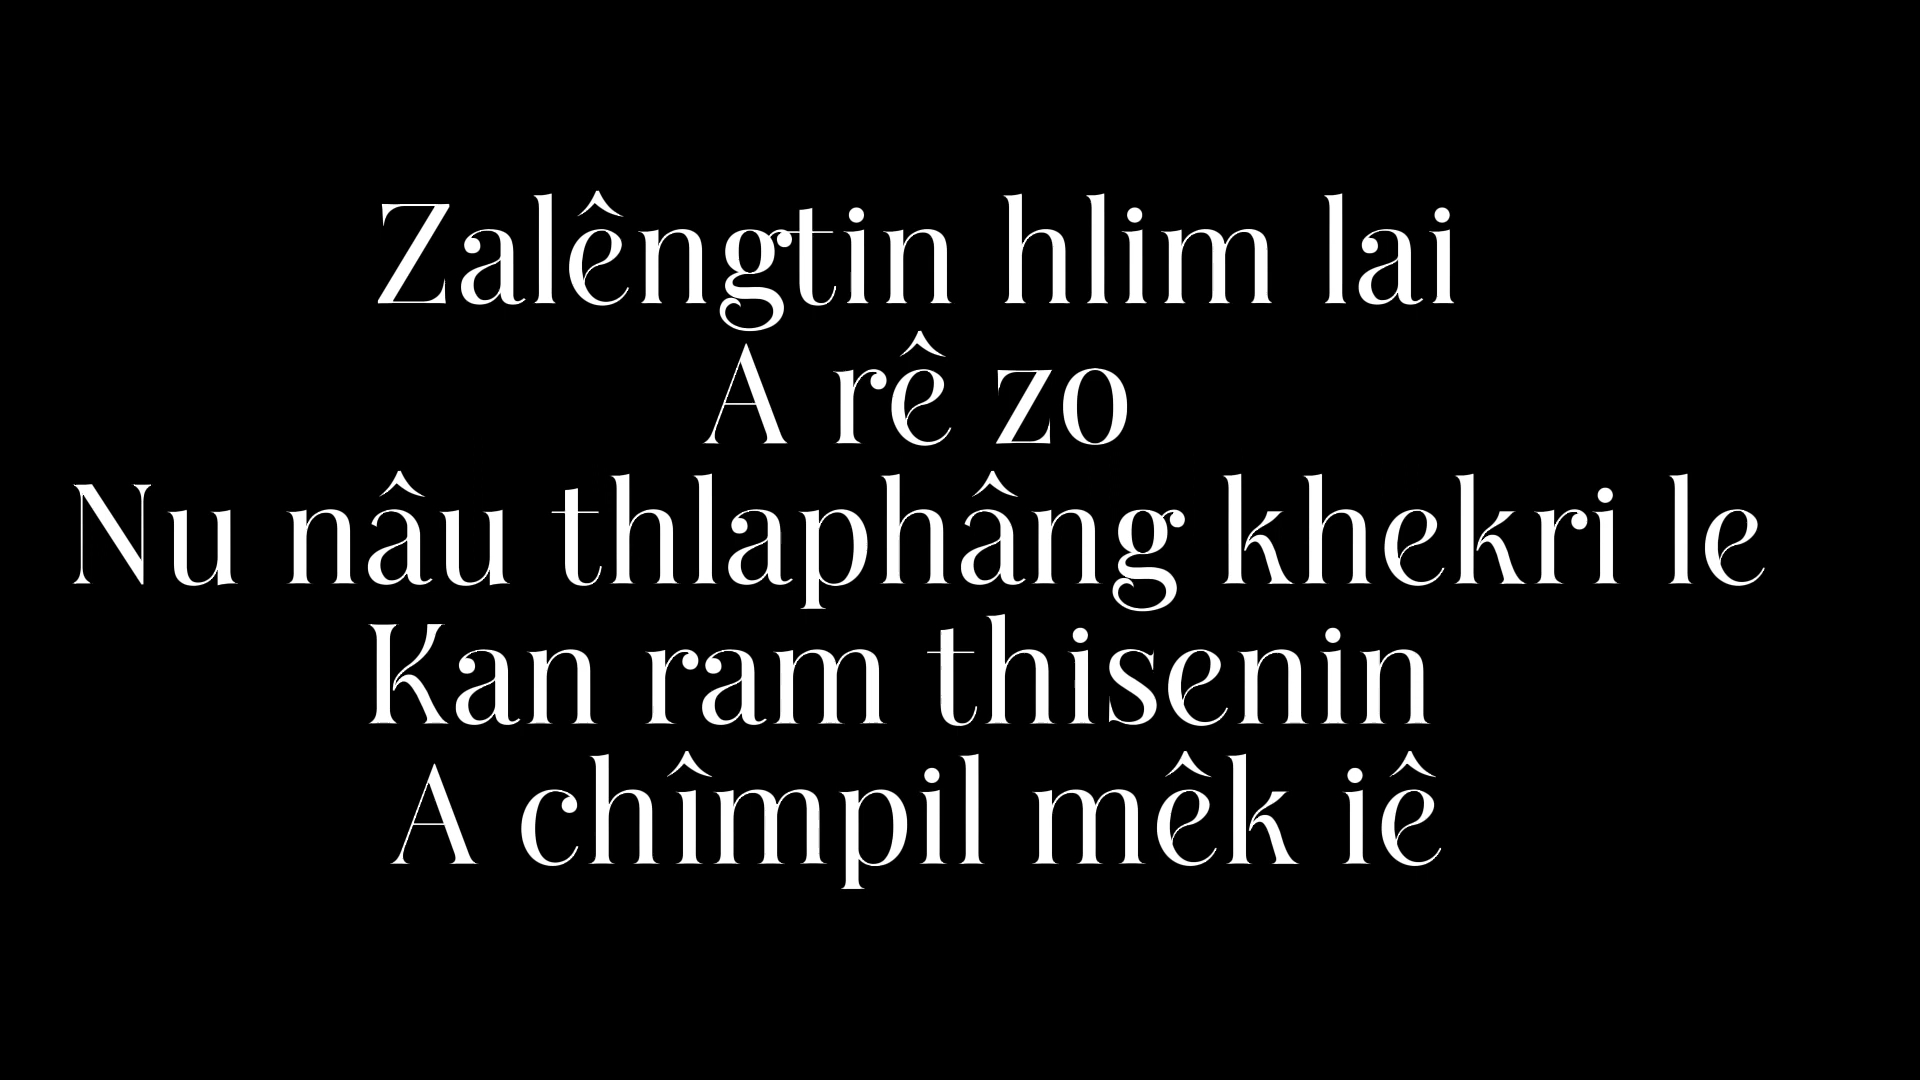 Zalêngtin hlim lai
A rê zo
Nu nâu thlaphâng khekri le
Kan ram thisenin
A chîmpil mêk iê